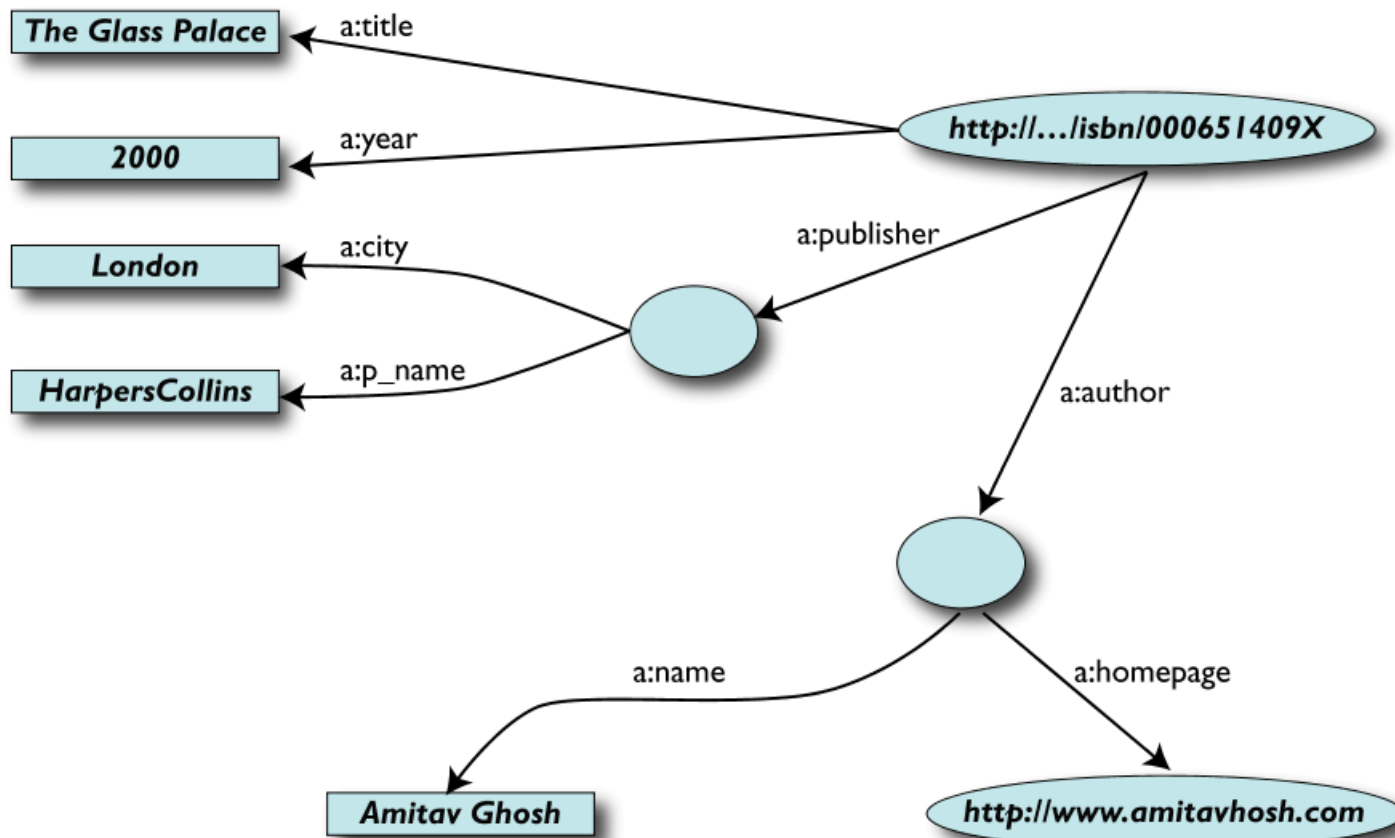 The Glass Palace
a:title
http://.../isbn/000651409X
2000
a:year
London
a:city
a:publisher
HarpersCollins
a:p_name
a:author
a:name
a:homepage
Amitav Ghosh
http://www.amitavhosh.com